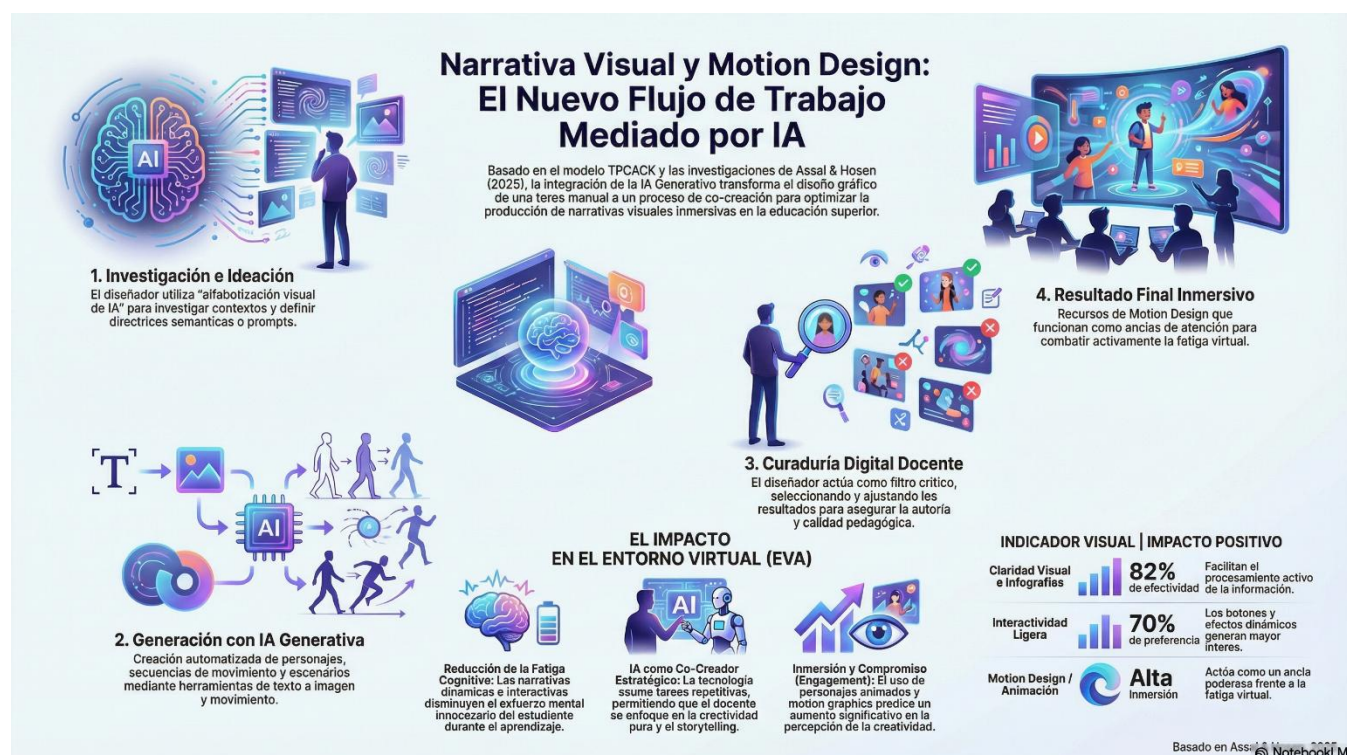 Narrativa Visual y Motion Design:
El Nuevo Flujo de Trabajo
Mediado por IA
Basado en el modelo TPCACK y las investigaciones de Assal & Hosen
(2025), la integración de la IA Generativo transforma el disoño gráfico
de una teres manual a un proceso de co-creación para optimizar la
producción de narrativas visuales inmersivas en la educación superior.
AI
1. Investigación e Ideación
El diseñador utiliza "alfabotización visual
de IA" para investigar contextos y definir
directrices semanticas o prompts.
T
AI
2. Generación con IA Generativa
Creación automatizada de personajes,
secuencias de movimiento y escenarios
mediante herramientas de texto a imagen
y movimiento.
3. Curaduría Digital Docente
El diseñador actúa como filtro critico,
seleccionando y ajustando les
resultados para asegurar la autoría
y calidad pedagógica.
4. Resultado Final Inmersivo
Recursos de Motion Design que
funcionan como ancias de atención para
combatir activamente la fatiga virtual.
EL IMPACTO
EN EL ENTORNO VIRTUAL (EVA)
AI
Reducción de la Fatiga
Cognitive: Las narrativas
dinamicas e interactivas
disminuyen el exfuerzo mental
innocezario del estudiante
durante el aprendizaje.
IA como Co-Creador
Estratégico: La tecnología
ssume tarees repetitivas,
permitiendo que el docente
se enfoque en la crectividad
pura y el storytelling.
Inmersión y Compromiso
(Engagement): El uso de
personajes animados y
motion graphics predice un
aumento significativo en la
percepción de la creatividad.
INDICADOR VISUAL | IMPACTO POSITIVO
Claridad Visual
e Infografiss
82%
de efectividad
Facilitan el
procesamiento activo
de la información.
Interactividad
Ligera
70%
de preferencia
Los botones y
efectos dinámicos
generan mayor
ínteres.
Motion Design /
Animación
Alta
Inmersión
Actóa como un ancla
poderasa frente a la
fatiga virtual.
Basado en Assal &
NotebookLM